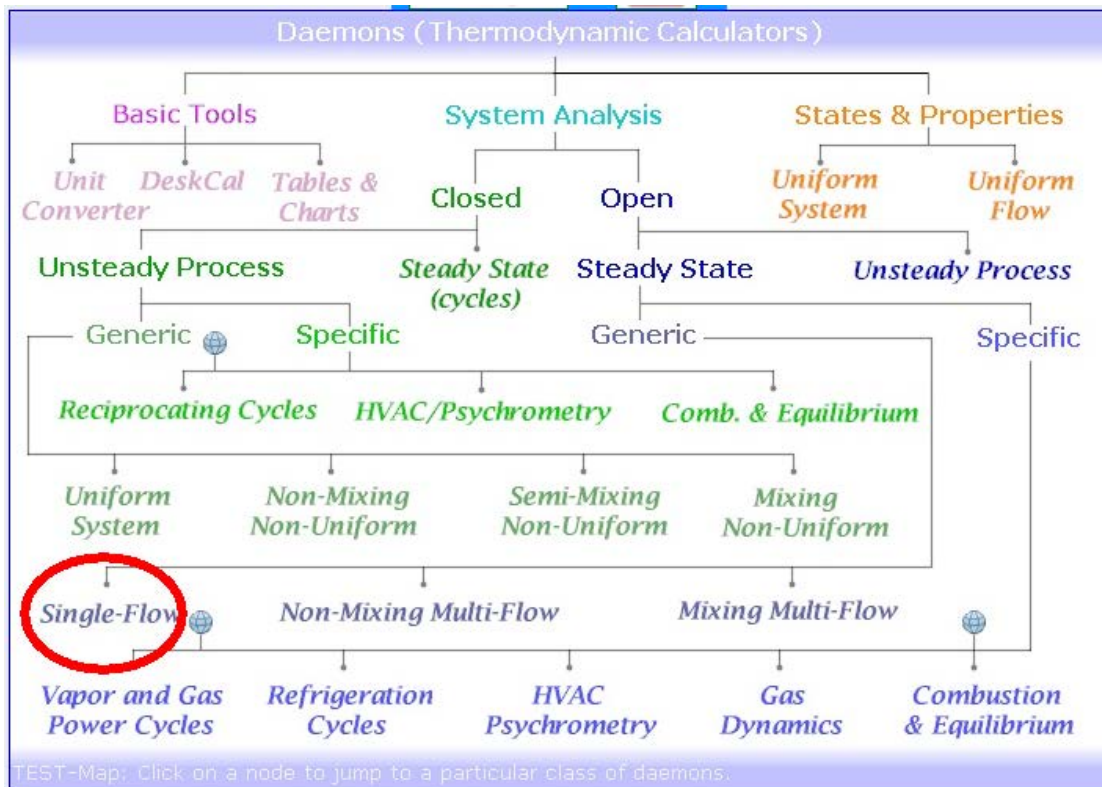 Daemons (Thermodynamic Calculators)
Basic Tools
System Analysis
States & Properties
Unit
Converter
DeskCal
Tables &
Charts
Closed
Open
Uniform
System
Uniform
Flow
Unsteady Process
Steady State
(cycles)
Steady State
Unsteady Process
Generic
Specific
Generic
Specific
Reciprocating Cycles
HVAC/Psychrometry
Comb. & Equilibrium
Uniform
System
Non-Mixing
Non-Uniform
Semi-Mixing
Non-Uniform
Mixing
Non-Uniform
Single-Flow
Non-Mixing Multi-Flow
Mixing Multi-Flow
Vapor and Gas
Power Cycles
Refrigeration
Cycles
HVAC
Psychrometry
Gas
Dynamics
Combustion
& Equilibrium
TEST-Map: Click on a node to jump to a particular class of daemons.